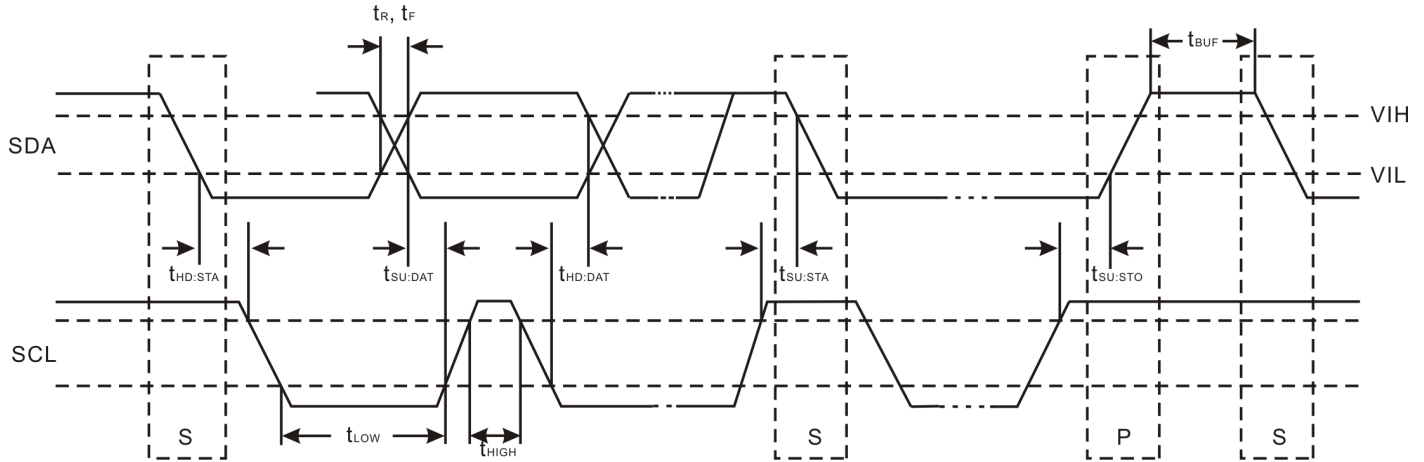 tR, tF
tBUF
VIH
SDA
VIL
tHD:STA
tSU:DAT
tHD:DAT
tSU:STA
tSU:STO
SCL
tLOW
tHIGH
S
S
P
S